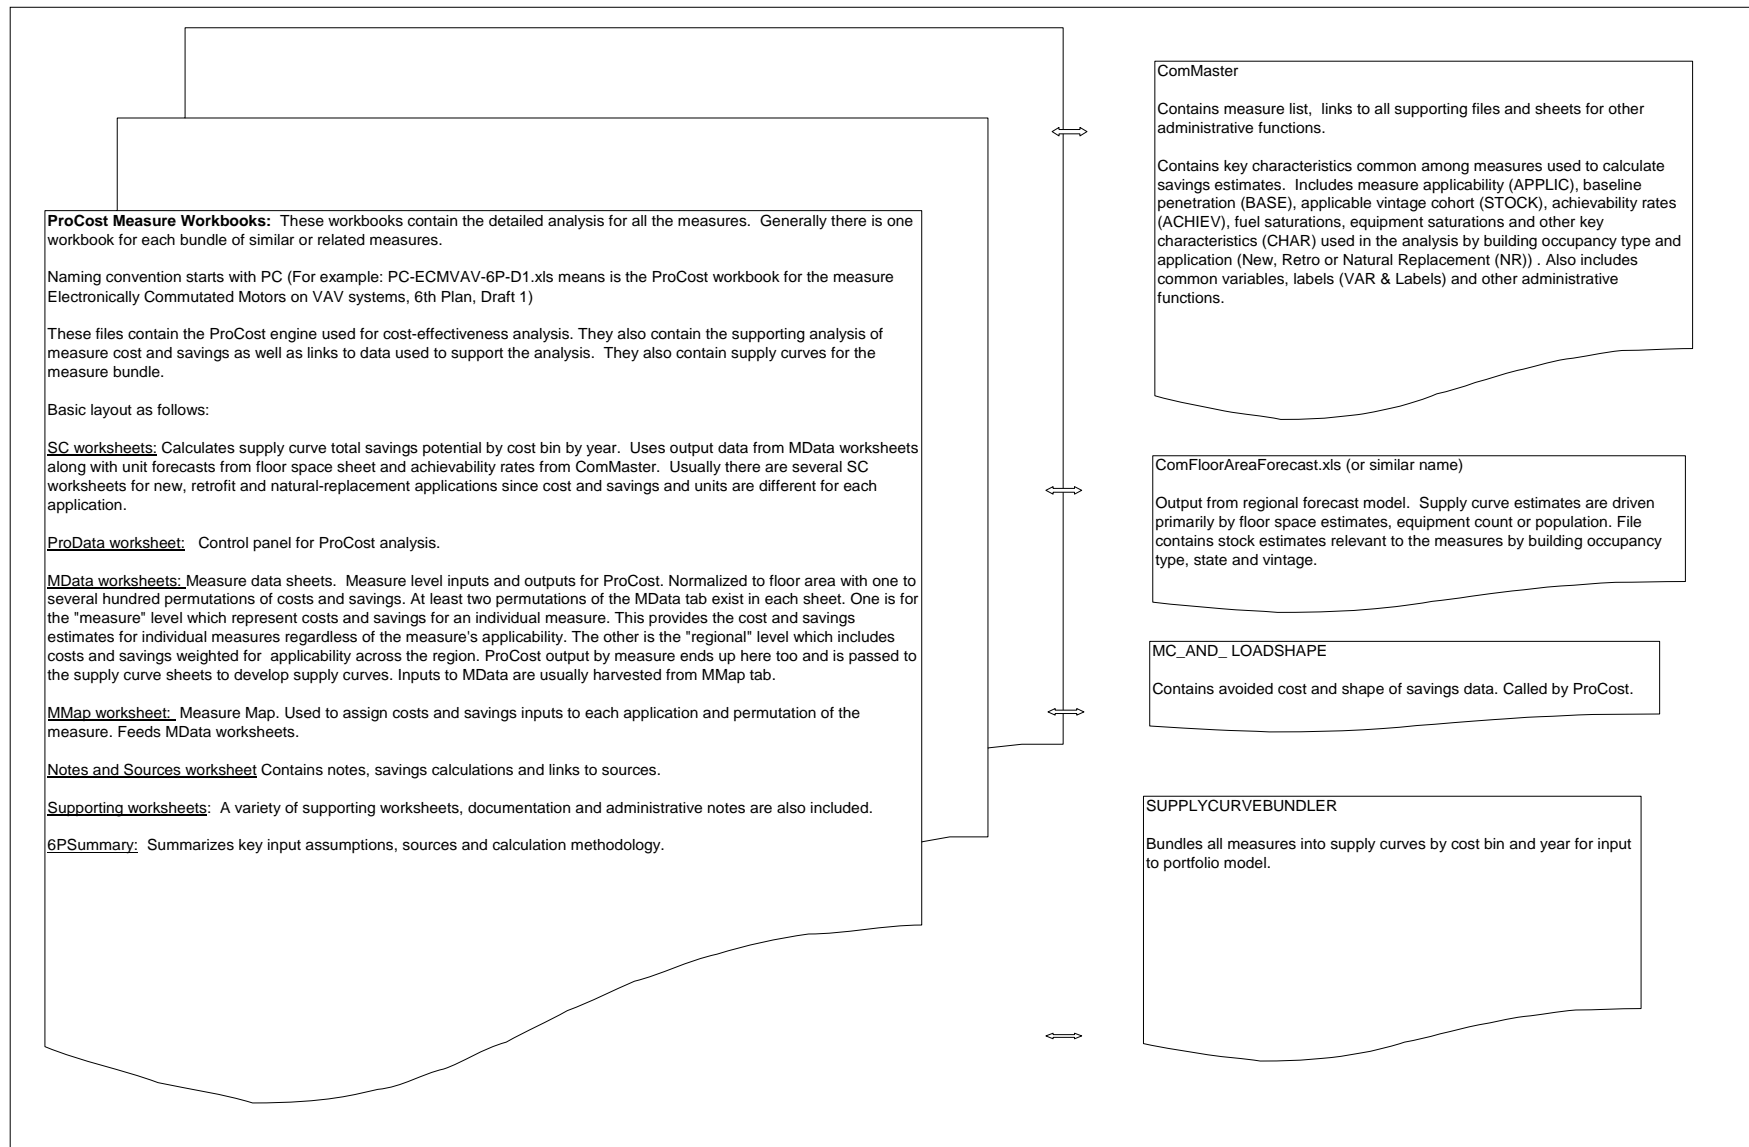 ProCost Measure Workbooks:  These workbooks contain the detailed analysis for all the measures.  Generally there is one
workbook for each bundle of similar or related measures.
Naming convention starts with PC (For example: PC-ECMVAV-6P-D1.xls means is the ProCost workbook for the measure
Electronically Commutated Motors on VAV systems, 6th Plan, Draft 1)
These files contain the ProCost engine used for cost-effectiveness analysis. They also contain the supporting analysis of
measure cost and savings as well as links to data used to support the analysis.  They also contain supply curves for the
measure bundle.
Basic layout as follows:
SC worksheets: Calculates supply curve total savings potential by cost bin by year.  Uses output data from MData worksheets
along with unit forecasts from floor space sheet and achievability rates from ComMaster.  Usually there are several SC
worksheets for new, retrofit and natural-replacement applications since cost and savings and units are different for each
application.
ProData worksheet:   Control panel for ProCost analysis.
MData worksheets: Measure data sheets.  Measure level inputs and outputs for ProCost. Normalized to floor area with one to
several hundred permutations of costs and savings. At least two permutations of the MData tab exist in each sheet. One is for
the "measure" level which represent costs and savings for an individual measure. This provides the cost and savings
estimates for individual measures regardless of the measure's applicability. The other is the "regional" level which includes
costs and savings weighted for  applicability across the region. ProCost output by measure ends up here too and is passed to
the supply curve sheets to develop supply curves. Inputs to MData are usually harvested from MMap tab.
MMap worksheet:  Measure Map. Used to assign costs and savings inputs to each application and permutation of the
measure. Feeds MData worksheets.
Notes and Sources worksheet Contains notes, savings calculations and links to sources.
Supporting worksheets:  A variety of supporting worksheets, documentation and administrative notes are also included.
6PSummary:  Summarizes key input assumptions, sources and calculation methodology.
ComMaster
Contains measure list,  links to all supporting files and sheets for other
administrative functions.
Contains key characteristics common among measures used to calculate
savings estimates.  Includes measure applicability (APPLIC), baseline
penetration (BASE), applicable vintage cohort (STOCK), achievability rates
(ACHIEV), fuel saturations, equipment saturations and other key
characteristics (CHAR) used in the analysis by building occupancy type and
application (New, Retro or Natural Replacement (NR)) . Also includes
common variables, labels (VAR & Labels) and other administrative
functions.
ComFloorAreaForecast.xls (or similar name)
Output from regional forecast model.  Supply curve estimates are driven
primarily by floor space estimates, equipment count or population. File
contains stock estimates relevant to the measures by building occupancy
type, state and vintage.
MC_AND_ LOADSHAPE
Contains avoided cost and shape of savings data. Called by ProCost.
SUPPLYCURVEBUNDLER
Bundles all measures into supply curves by cost bin and year for input
to portfolio model.